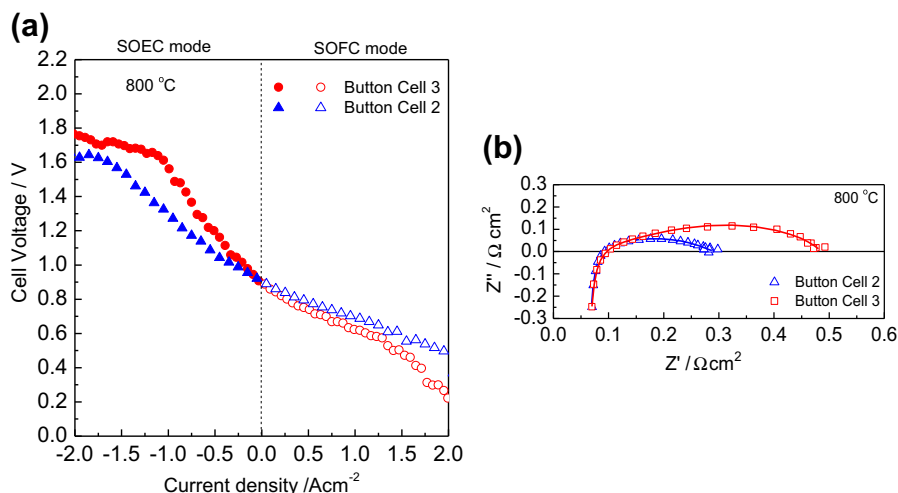 (a)
SOEC mode
SOFC mode
2.2
2.0
1.8
1.6
1.4
1.2
1.0
0.8
0.6
0.4
0.2
0.0
Cell Voltage / V
800 °C
Button Cell 3
Button Cell 2
-2.0 -1.5 -1.0 -0.5 0.0 0.5 1.0 1.5 2.0
Current density /Acm-2
(b)
0.3
0.2
0.1
0.0
-0.1
-0.2
-0.3
Z'' / Ω cm2
800 °C
Button Cell 2
Button Cell 3
0.0 0.1 0.2 0.3 0.4 0.5 0.6
Z' / Ωcm2